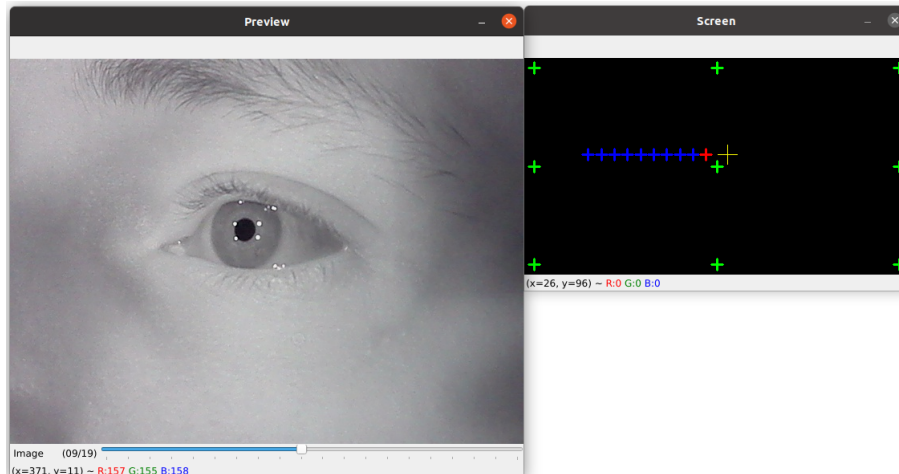 Preview
Screen
(x=26, y=96) ~ R:0 G:0 B:0
Image (09/19)
(x=371, y=11) ~ R:157 G:155 B:158